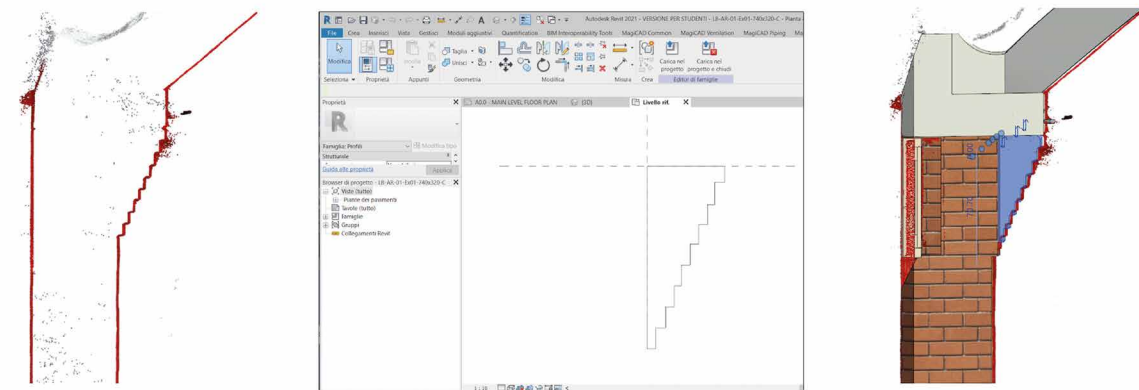 Autodesk Revit 2021 - VERSIONE PER STUDENTI - LB-AR-01-Ex01-740x320-C - Pianta
File Crea Inserisci Vista Gestisci Moduli aggiuntivi Quantification BIM Interoperability Tools MagiCAD Common MagiCAD Ventilation MagiCAD Piping
Modifica
Taglia
Unisci
Carica nel progetto
Carica nel progetto e chiudi
Seleziona Proprietà Appunti Geometria Modifica Misura Crea Editor di famiglie
Proprietà
A0.0 - MAIN LEVEL FLOOR PLAN
{3D}
Livello rif.
R
Famiglia: Profili
Modifica tipo
Strutturale
Guida alle proprietà
Applica
Browser di progetto - LB-AR-01-Ex01-740x320-C
Viste (tutto)
Piante dei pavimenti
Tavole (tutto)
Famiglie
Gruppi
Collegamenti Revit